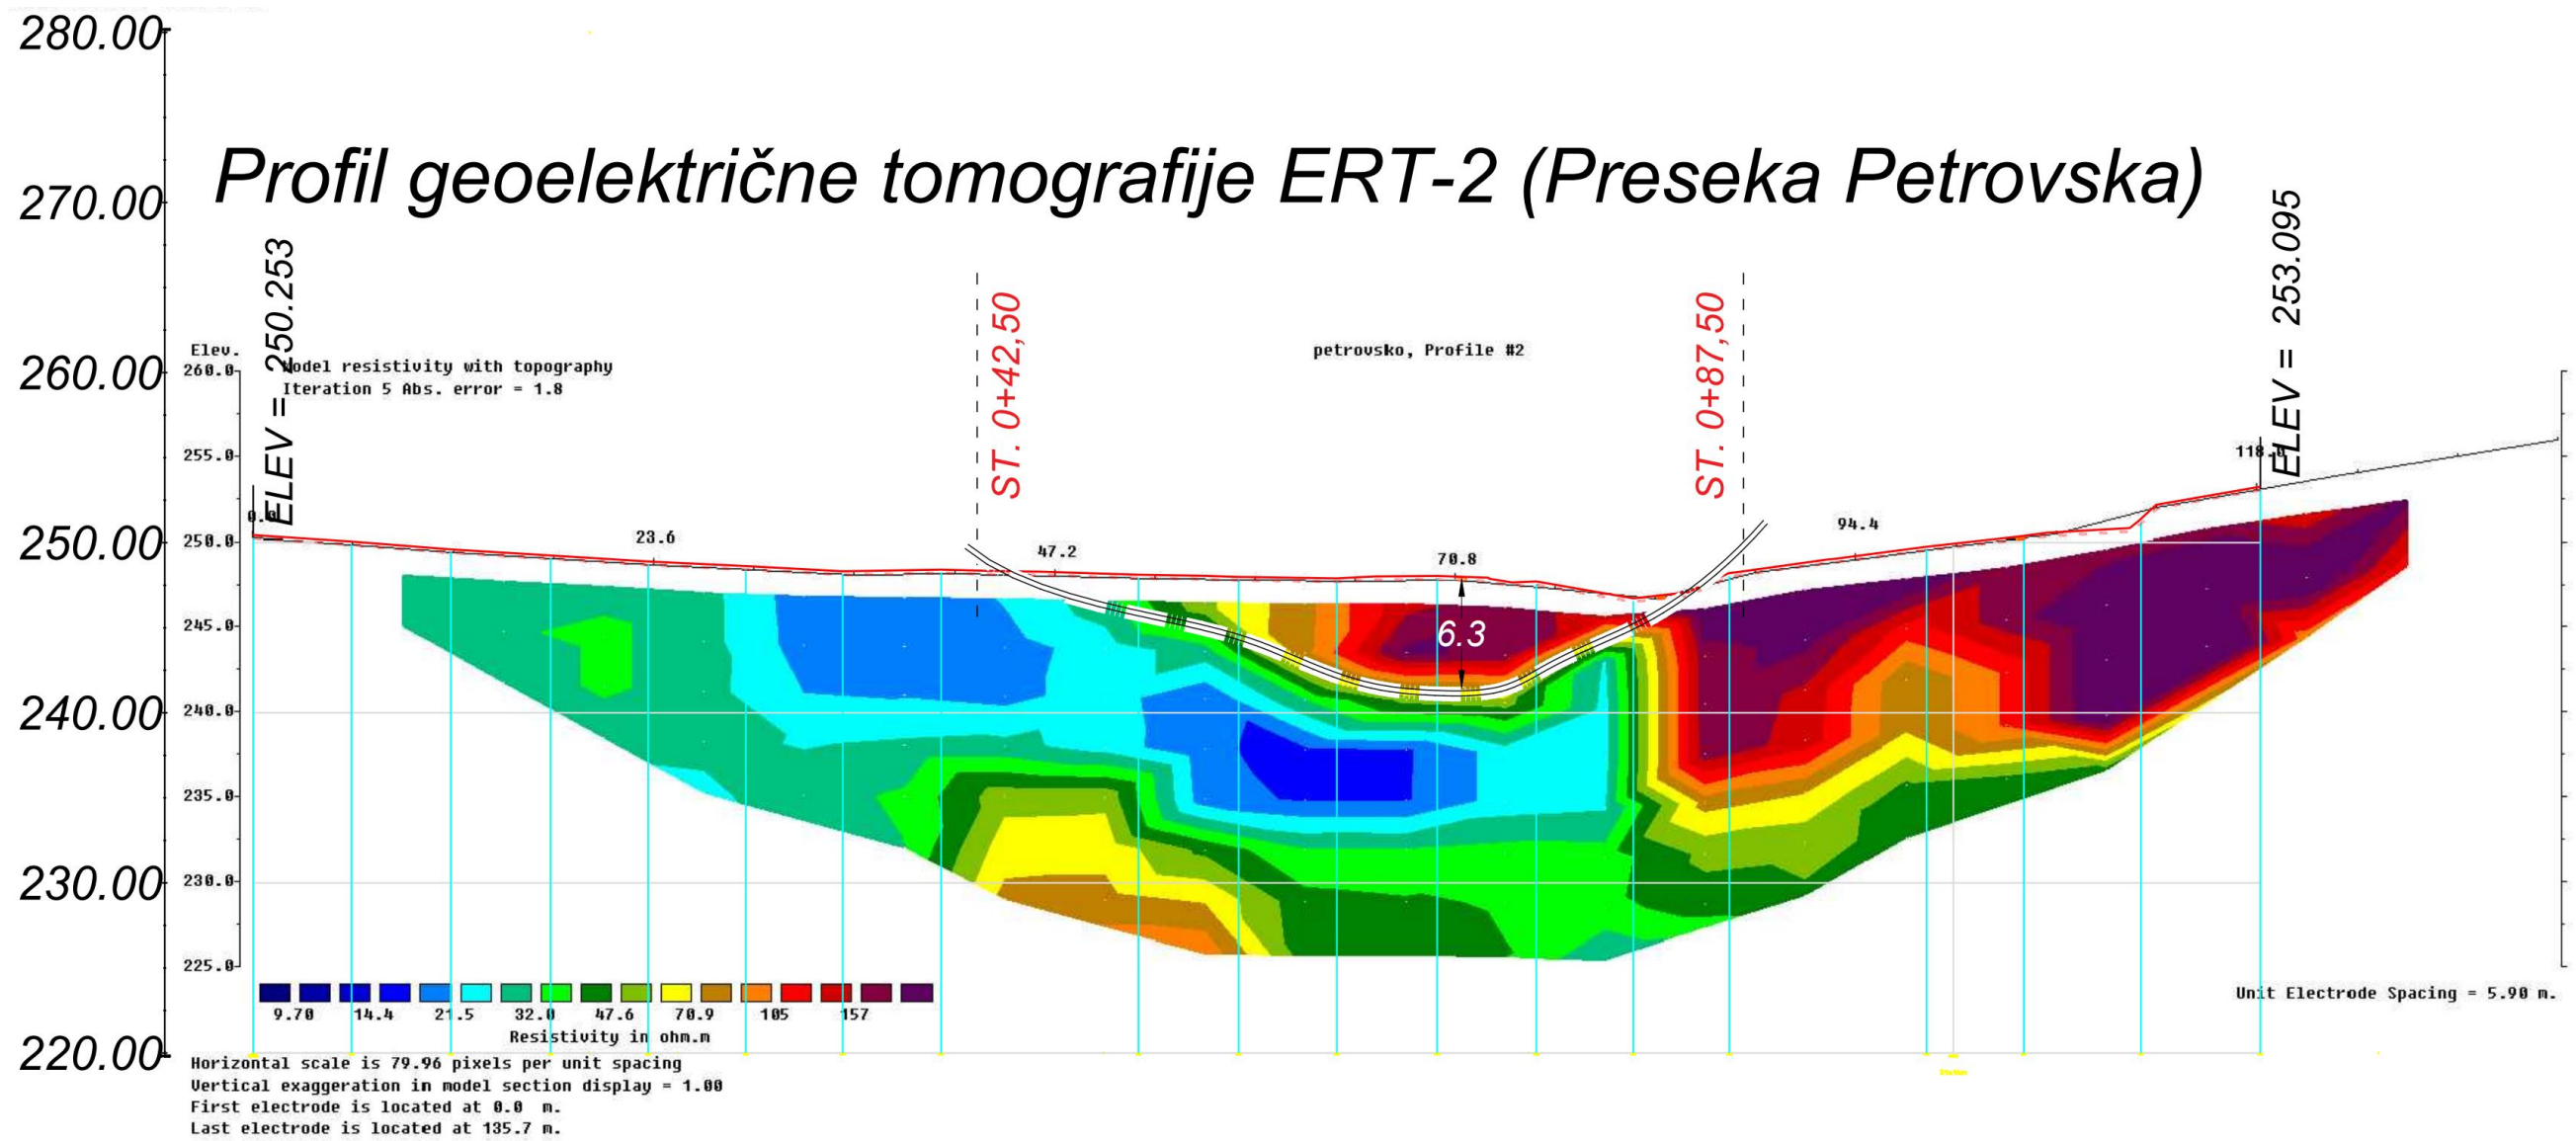 280.00
270.00
260.00
250.00
240.00
230.00
220.00
Profil geoelektrične tomografije ERT-2 (Preseka Petrovska)
ELEV = 250.253
ELEV = 253.095
ST. 0+42,50
ST. 0+87,50
petrovsko, Profile #2
Elev.
Model resistivity with topography
Iteration 5 Abs. error = 1.8
260.0
255.0
250.0
245.0
240.0
235.0
230.0
225.0
0.0
23.6
47.2
70.8
94.4
118.0
6.3
9.70 14.4 21.5 32.0 47.6 70.9 105 157
Resistivity in ohm.m
Unit Electrode Spacing = 5.90 m.
Horizontal scale is 79.96 pixels per unit spacing
Vertical exaggeration in model section display = 1.00
First electrode is located at 0.0 m.
Last electrode is located at 135.7 m.